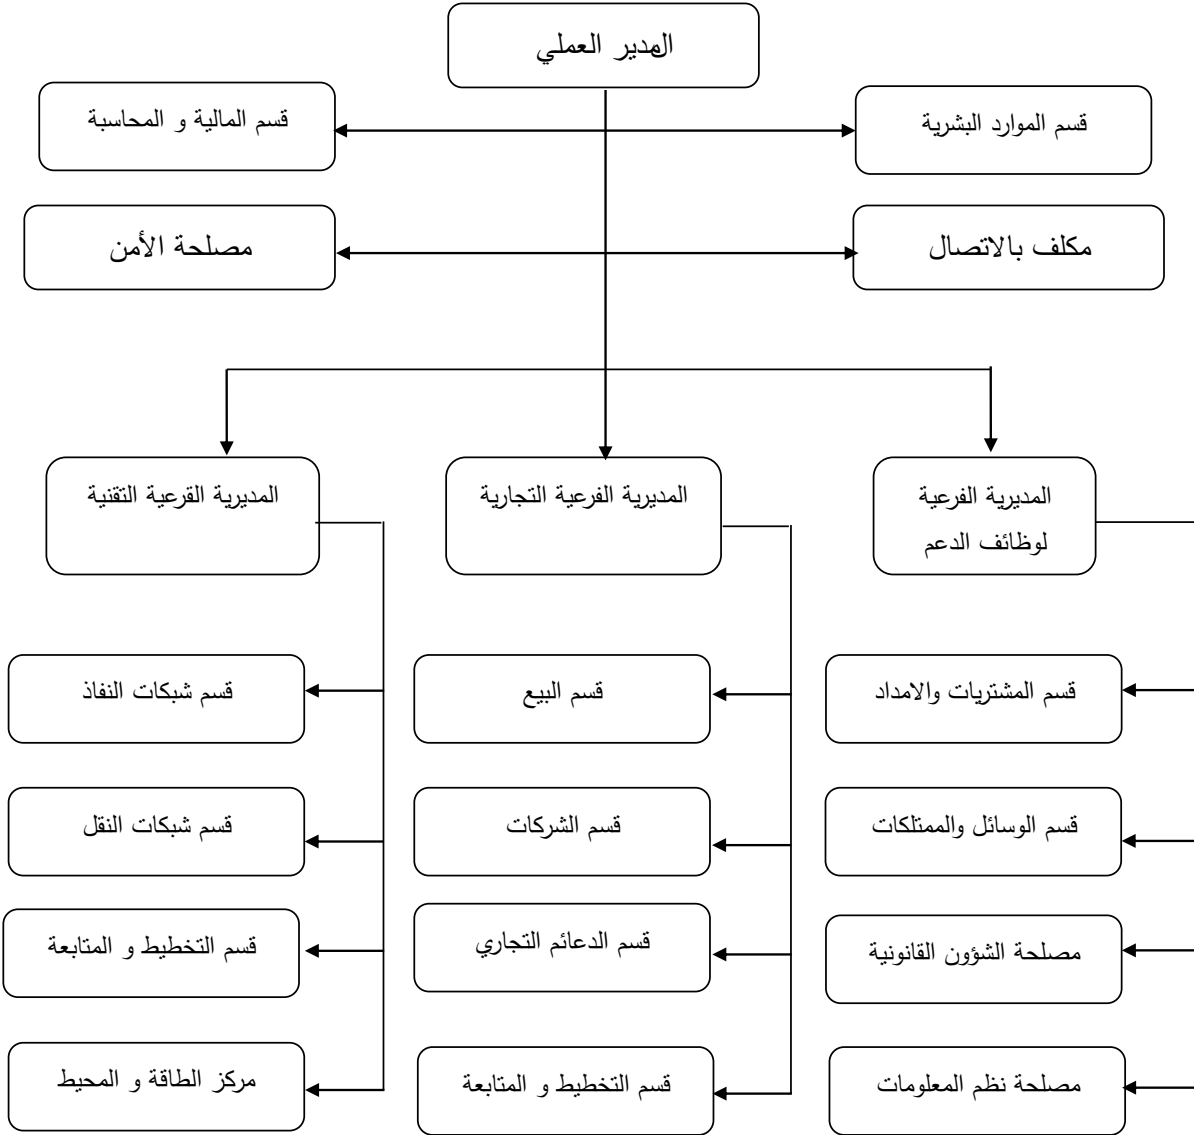 المدير العملي
قسم الموارد البشرية
قسم المالية و المحاسبة
مكلف بالاتصال
مصلحة الأمن
المديرية الفرعية
لوظائف الدعم
المديرية الفرعية التجارية
المديرية القرعية التقنية
قسم المشتريات والامداد
قسم البيع
قسم شبكات النفاذ
قسم الوسائل والممتلكات
قسم الشركات
قسم شبكات النقل
مصلحة الشؤون القانونية
قسم الدعائم التجاري
قسم التخطيط و المتابعة
مصلحة نظم المعلومات
قسم التخطيط و المتابعة
مركز الطاقة و المحيط